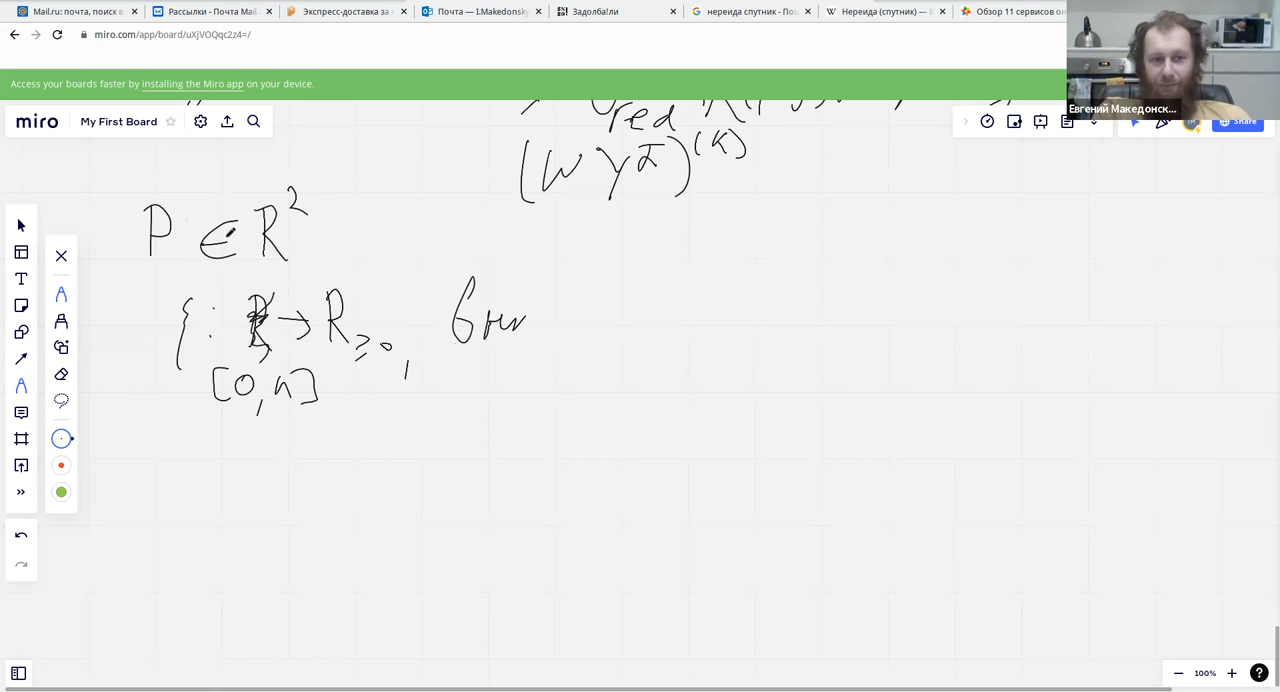 Mail.ru: почта, поиск в
Рассылки - Почта Mail.
Экспресс-доставка за
Почта — I.Makedonsky
Задолба!ли
нереида спутник - Пои
Нереида (спутник) — В
Обзор 11 сервисов он
miro.com/app/board/uXjVOQqc2z4=/
Access your boards faster by installing the Miro app on your device.
Евгений Македонск...
miro
My First Board
Share
red
(K)
P ∈ R²
f : R → R≥0,
[0, n]
100%